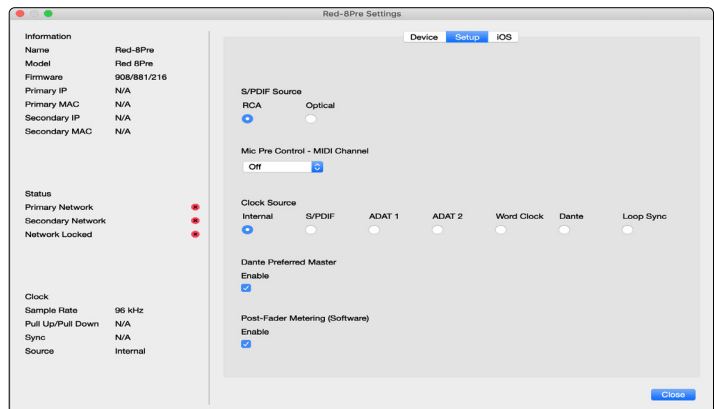 Red-8Pre Settings
Information
Name Red-8Pre
Model Red 8Pre
Firmware 908/881/216
Primary IP N/A
Primary MAC N/A
Secondary IP N/A
Secondary MAC N/A
Status
Primary Network
Secondary Network
Network Locked
Clock
Sample Rate 96 kHz
Pull Up/Pull Down N/A
Sync N/A
Source Internal
Device Setup iOS
S/PDIF Source
RCA Optical
Mic Pre Control - MIDI Channel
Off
Clock Source
Internal S/PDIF ADAT 1 ADAT 2 Word Clock Dante Loop Sync
Dante Preferred Master
Enable
Post-Fader Metering (Software)
Enable
Close